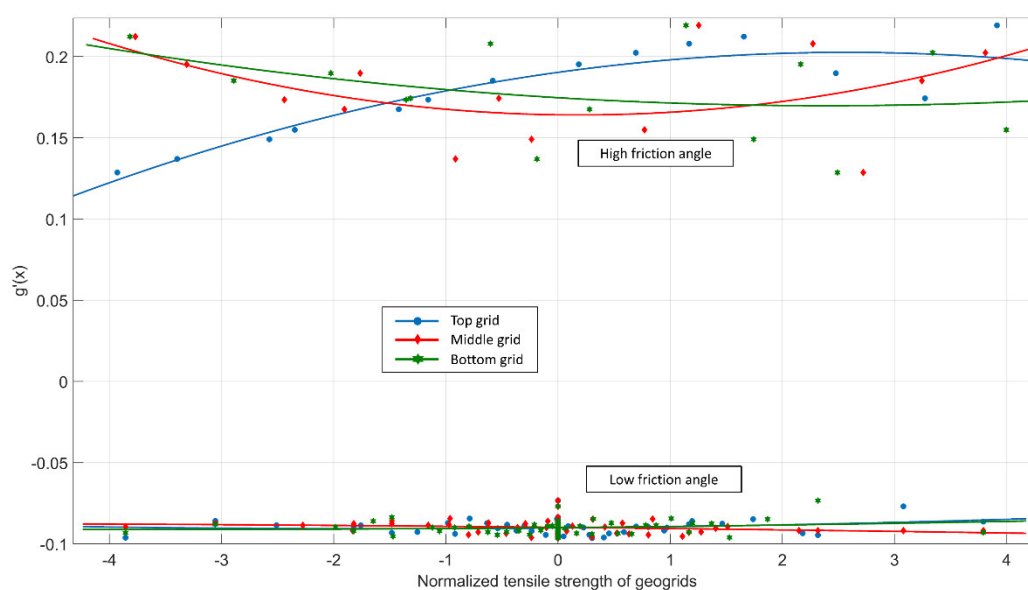 0.2
0.15
High friction angle
0.1
g'(x)
0.05
Top grid
Middle grid
Bottom grid
0
-0.05
Low friction angle
-0.1
-4 -3 -2 -1 0 1 2 3 4
Normalized tensile strength of geogrids